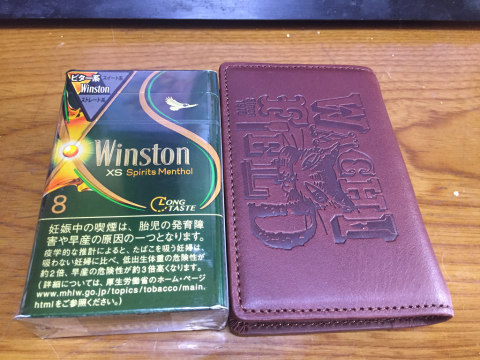 ビター系
スイート系
Winston
ストレート系
Winston
XS Spirits Menthol
8
LONG
TASTE
妊娠中の喫煙は、胎児の発育障
害や早産の原因の一つとなります。
疫学的な推計によると、たばこを吸う妊婦は、
吸わない妊婦に比べ、低出生体重の危険性が
約2倍、早産の危険性が約3倍高くなります。
(詳細については、厚生労働省のホーム・ページ
www.mhlw.go.jp/topics/tobacco/main.
htmlをご参照ください。)